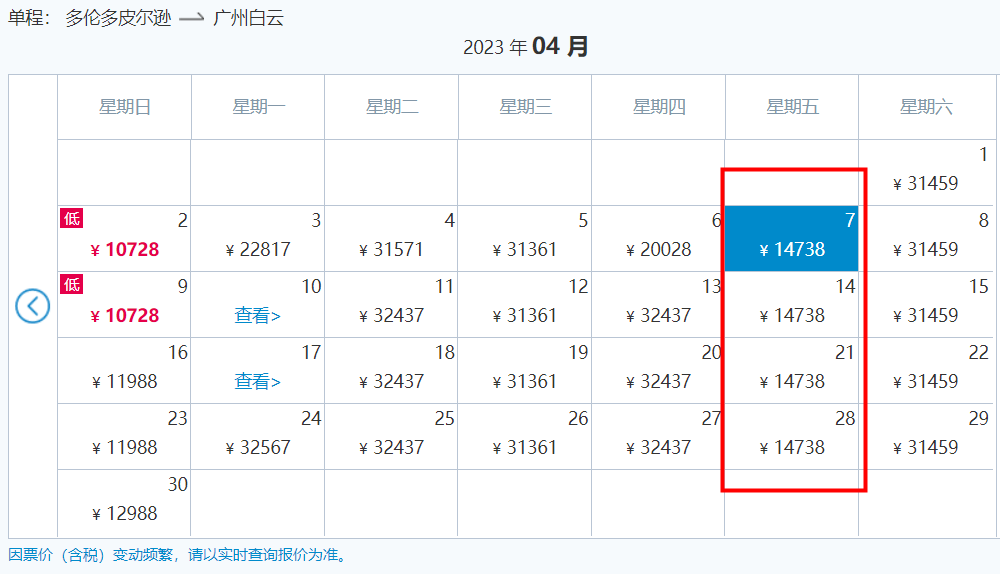 单程： 多伦多皮尔逊 广州白云
2023 年 04 月
星期日 星期一 星期二 星期三 星期四 星期五 星期六
1
¥ 31459
低 2 3 4 5 6 7 8
¥ 10728 ¥ 22817 ¥ 31571 ¥ 31361 ¥ 20028 ¥ 14738 ¥ 31459
低 9 10 11 12 13 14 15
¥ 10728 查看> ¥ 32437 ¥ 31361 ¥ 32437 ¥ 14738 ¥ 31459
16 17 18 19 20 21 22
¥ 11988 查看> ¥ 32437 ¥ 31361 ¥ 32437 ¥ 14738 ¥ 31459
23 24 25 26 27 28 29
¥ 11988 ¥ 32567 ¥ 32437 ¥ 31361 ¥ 32437 ¥ 14738 ¥ 31459
30
¥ 12988
因票价（含税）变动频繁，请以实时查询报价为准。